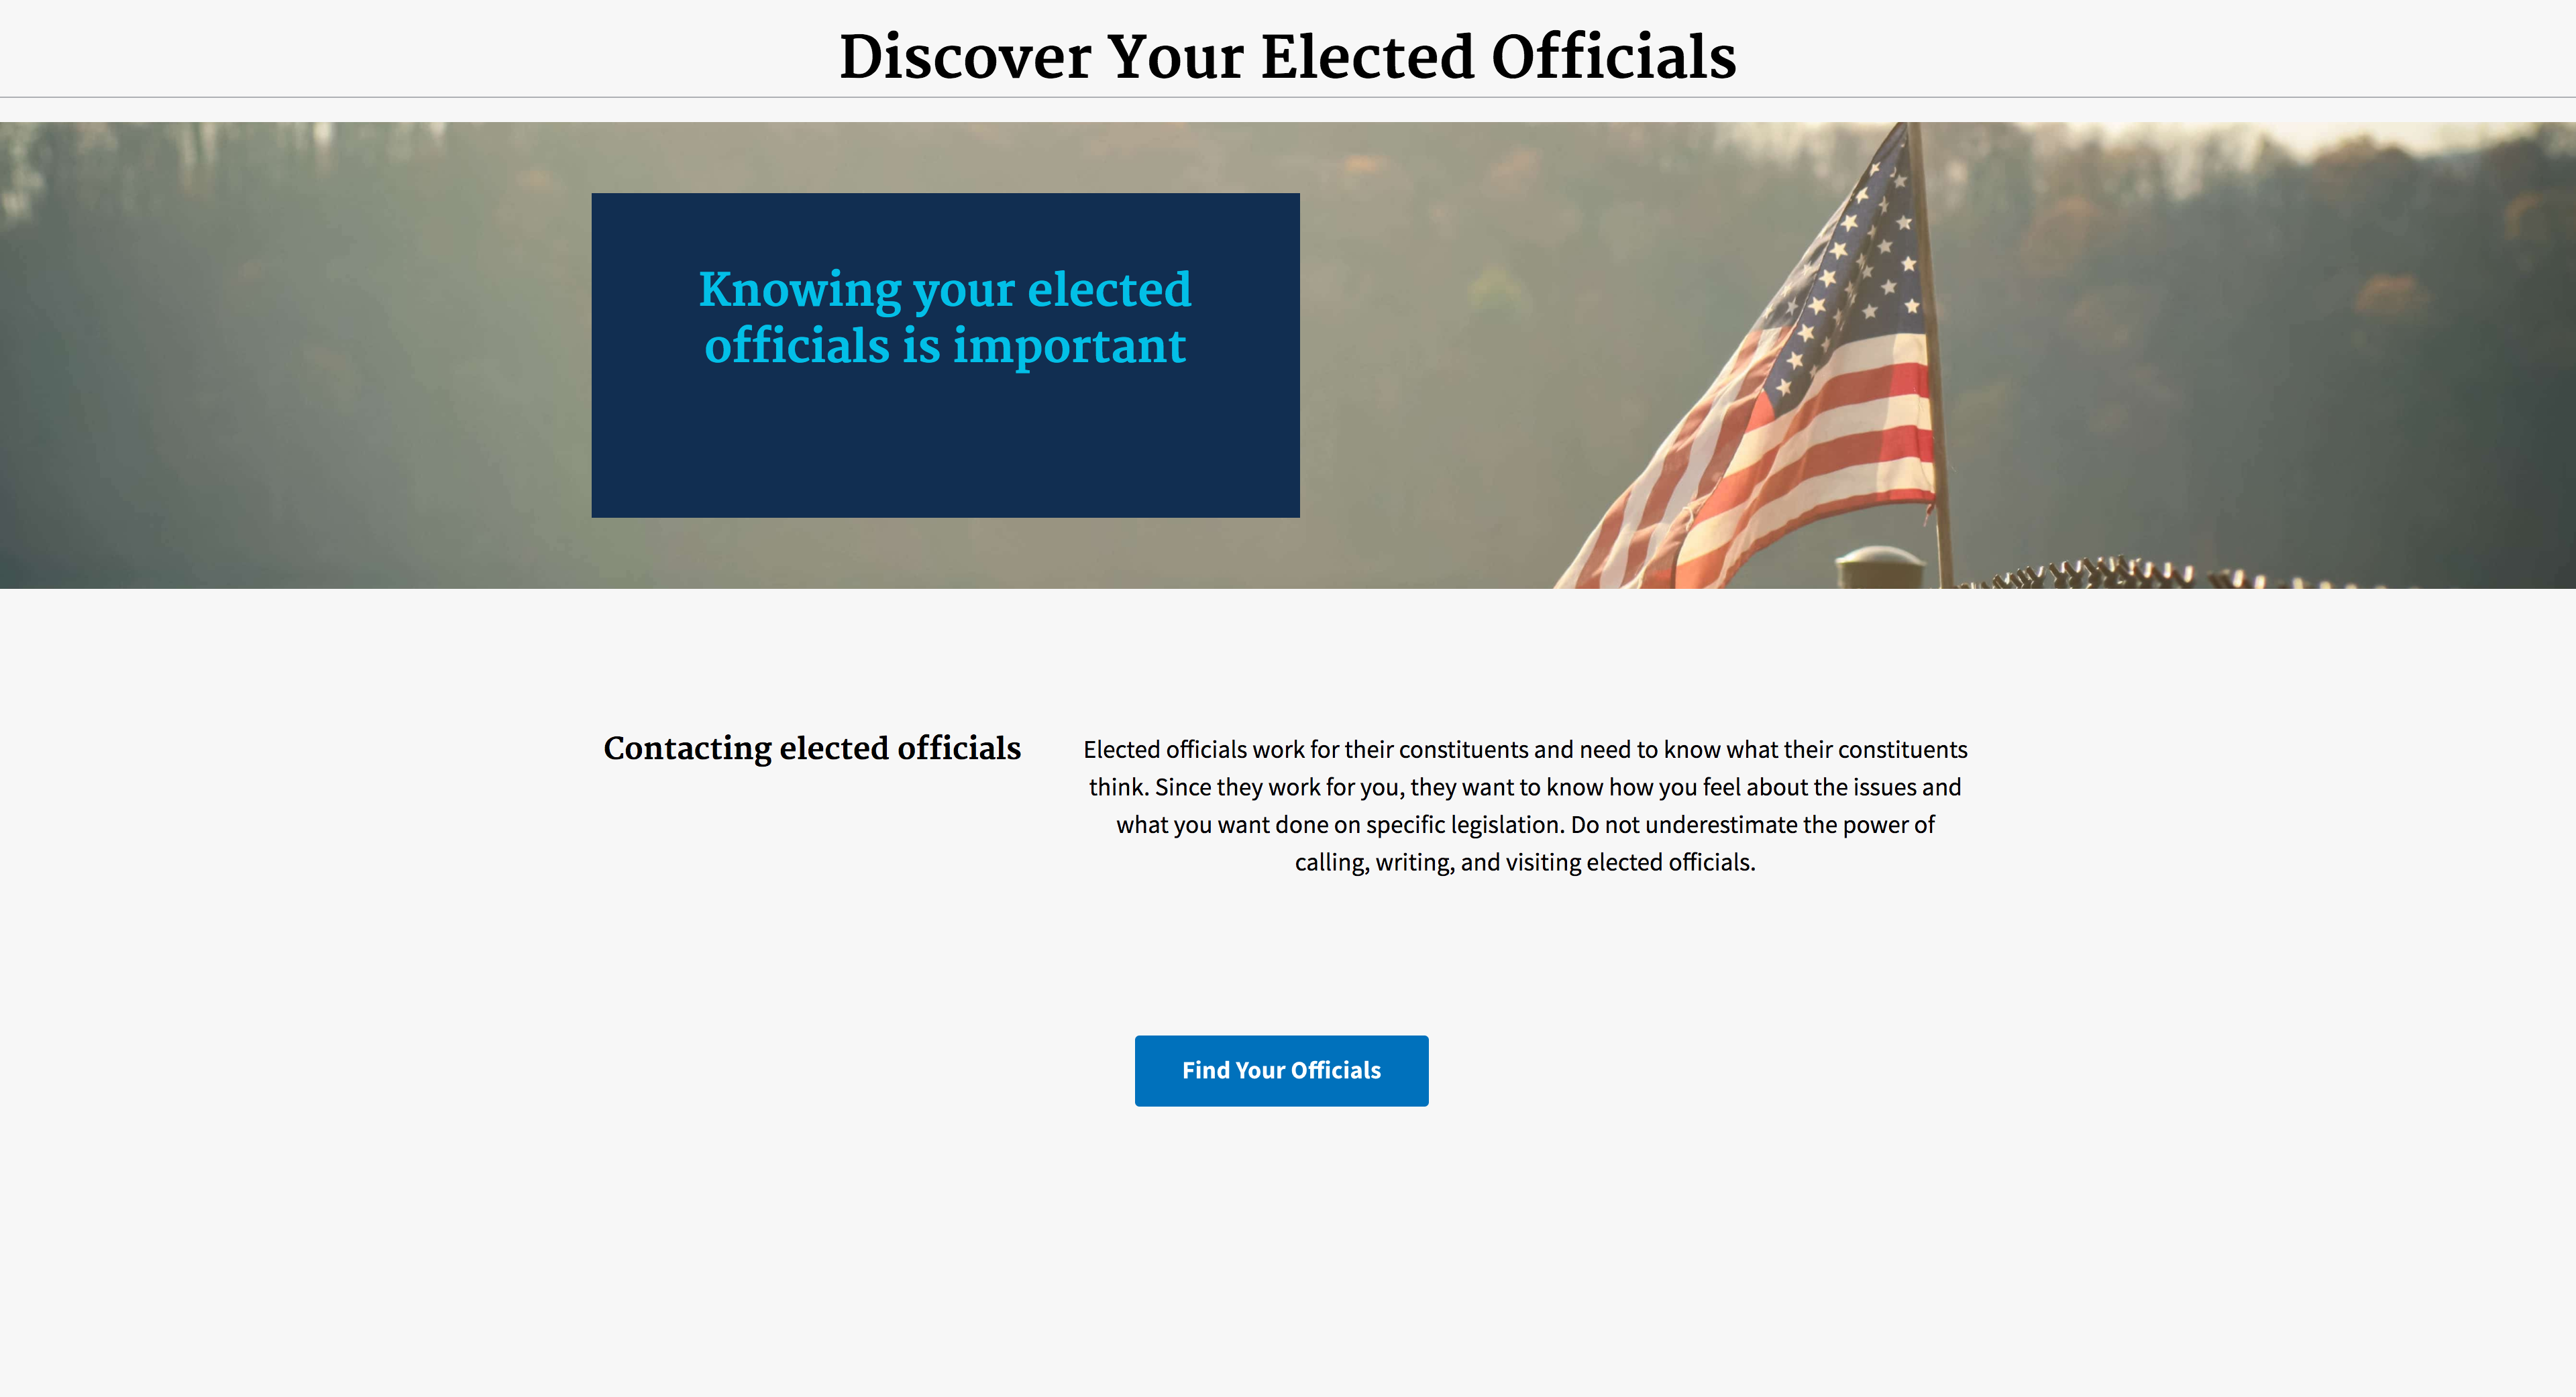 Discover Your Elected Officials
Knowing your elected
officials is important
Contacting elected officials
Elected officials work for their constituents and need to know what their constituents
think. Since they work for you, they want to know how you feel about the issues and
what you want done on specific legislation. Do not underestimate the power of
calling, writing, and visiting elected officials.
Find Your Officials